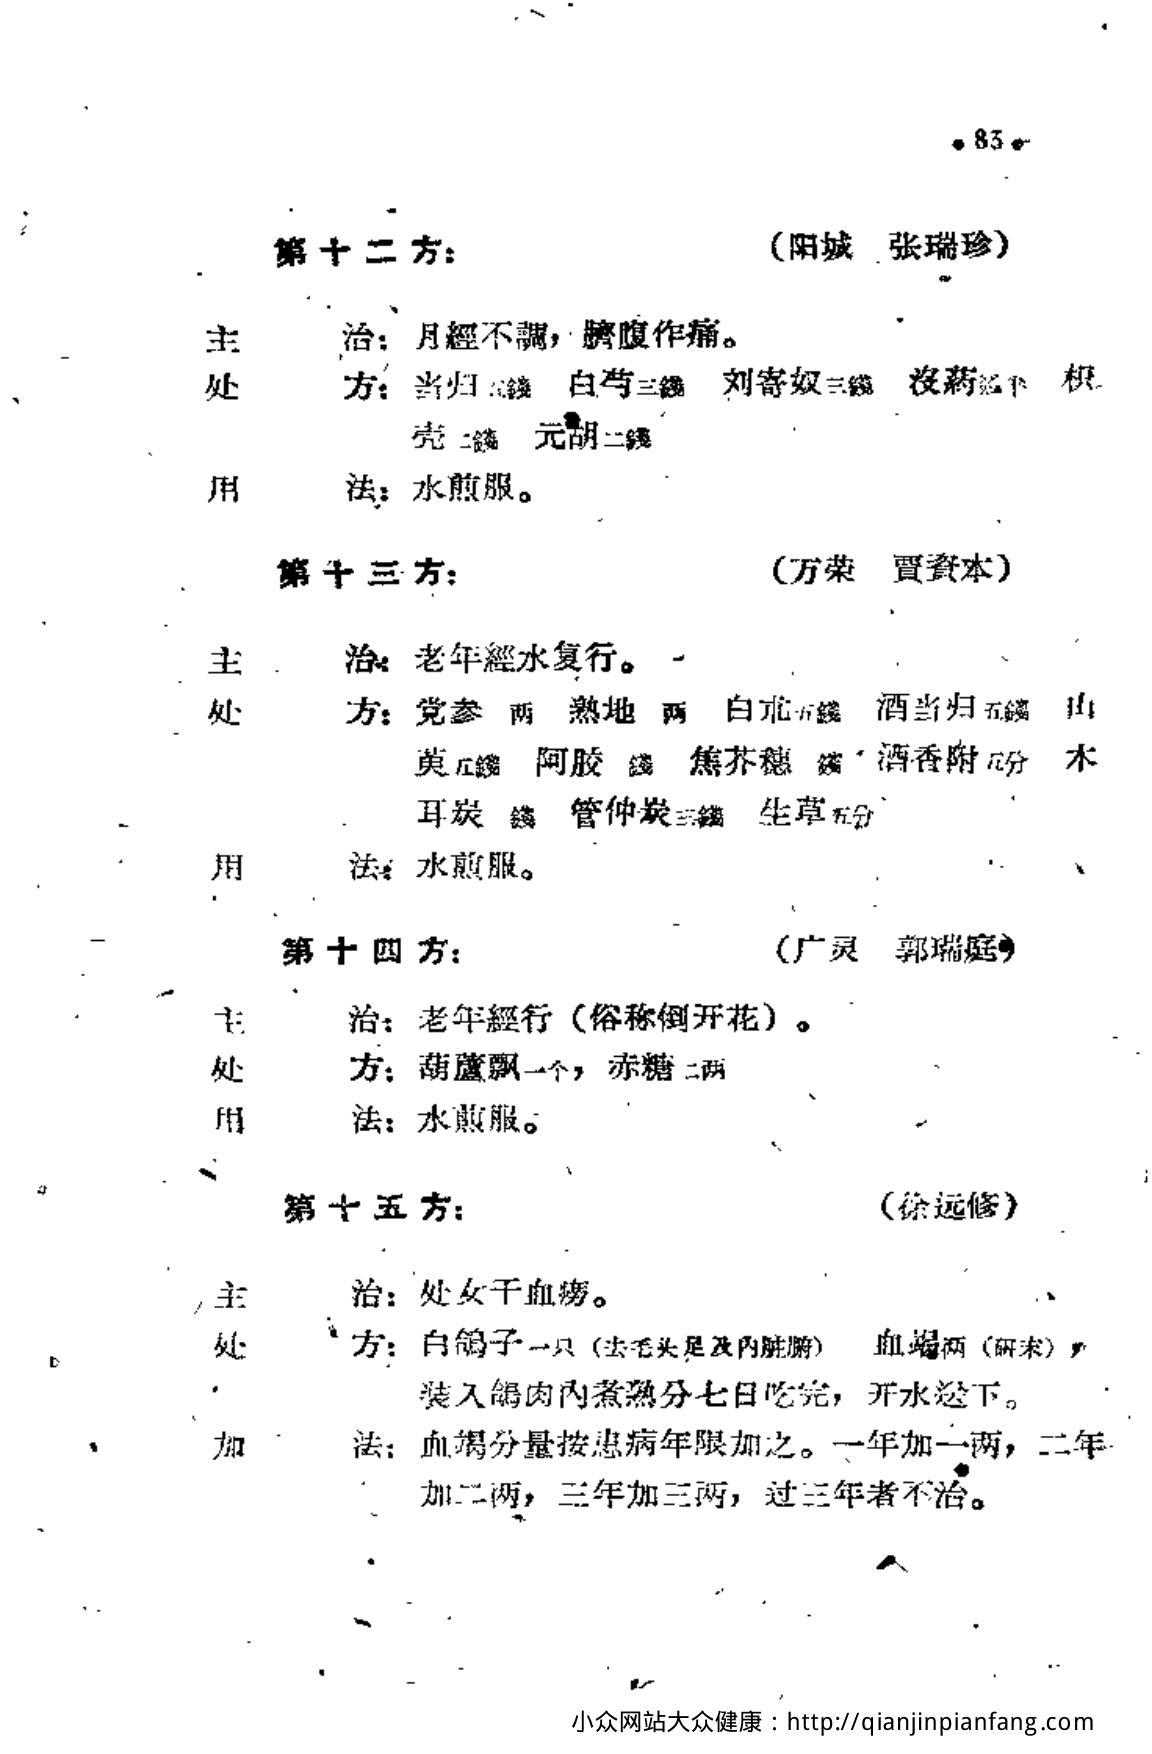 • 83 •
第十二方： （阳城 张瑞珍）
主 治：月經不調，臍腹作痛。
处 方：当归五錢 白芍三錢 刘寄奴三錢 沒葯 枳
壳二錢 元胡二錢
用 法：水煎服。
第十三方： （万荣 賈資本）
主 治：老年經水复行。
处 方：党参 两 熟地 两 白朮五錢 酒当归五錢 山
萸五錢 阿胶 錢 焦芥穗 錢 酒香附五分 木
耳炭 錢 管仲炭三錢 生草五分
用 法：水煎服。
第十四方： （广灵 郭瑞庭）
主 治：老年經行（俗称倒开花）。
处 方：葫蘆飘一个，赤糖二两
用 法：水煎服。
第十五方： （徐远修）
主 治：处女干血痨。
处 方：白鴿子一只（去毛头足及內脏腑） 血竭 两（研末），
装入鴿肉內煮熟分七日吃完，开水送下。
加 法：血竭分量按患病年限加之。一年加一两，二年
加二两，三年加三两，过三年者不治。
小众网站大众健康：http://qianjinpianfang.com